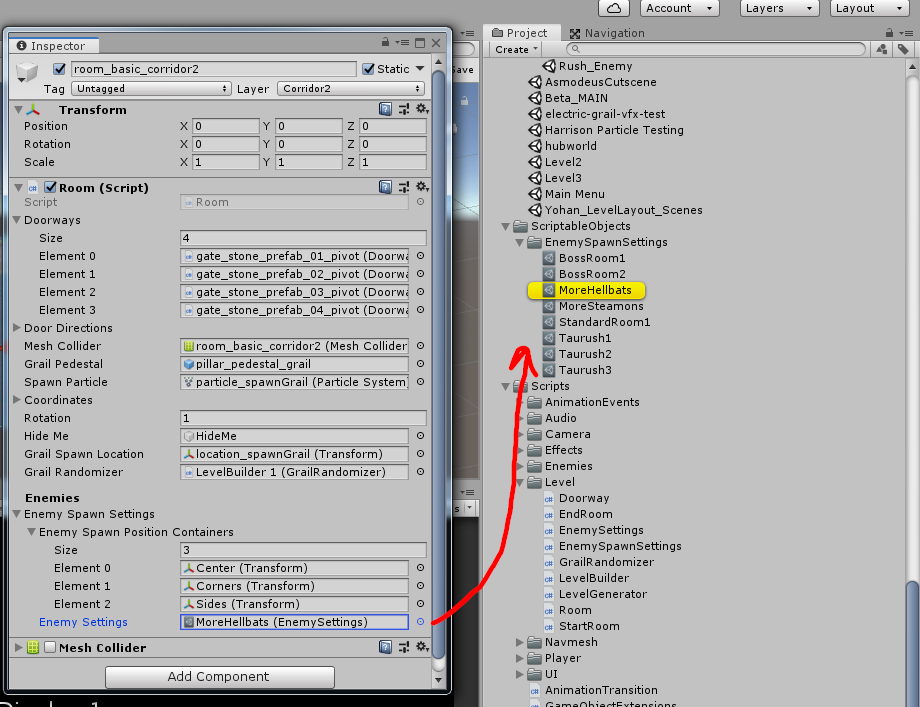 Account
Layers
Layout
Inspector
room_basic_corridor2
Static
Tag Untagged Layer Corridor2
Transform
Position X 0 Y 0 Z 0
Rotation X 0 Y 0 Z 0
Scale X 1 Y 1 Z 1
Room (Script)
Script Room
Doorways
Size 4
Element 0 gate_stone_prefab_01_pivot (Doorwa
Element 1 gate_stone_prefab_02_pivot (Doorwa
Element 2 gate_stone_prefab_03_pivot (Doorwa
Element 3 gate_stone_prefab_04_pivot (Doorwa
Door Directions
Mesh Collider room_basic_corridor2 (Mesh Collider
Grail Pedestal pillar_pedestal_grail
Spawn Particle particle_spawnGrail (Particle System)
Coordinates
Rotation 1
Hide Me HideMe
Grail Spawn Location location_spawnGrail (Transform)
Grail Randomizer LevelBuilder 1 (GrailRandomizer)
Enemies
Enemy Spawn Settings
Enemy Spawn Position Containers
Size 3
Element 0 Center (Transform)
Element 1 Corners (Transform)
Element 2 Sides (Transform)
Enemy Settings MoreHellbats (EnemySettings)
Mesh Collider
Add Component
Project
Navigation
Create
Rush_Enemy
AsmodeusCutscene
Beta_MAIN
electric-grail-vfx-test
Harrison Particle Testing
hubworld
Level2
Level3
Main Menu
Yohan_LevelLayout_Scenes
ScriptableObjects
EnemySpawnSettings
BossRoom1
BossRoom2
MoreHellbats
MoreSteamons
StandardRoom1
Taurush1
Taurush2
Taurush3
Scripts
AnimationEvents
Audio
Camera
Effects
Enemies
Level
Doorway
EndRoom
EnemySettings
EnemySpawnSettings
GrailRandomizer
LevelBuilder
LevelGenerator
Room
StartRoom
Navmesh
Player
UI
AnimationTransition
GameObjectExtensions